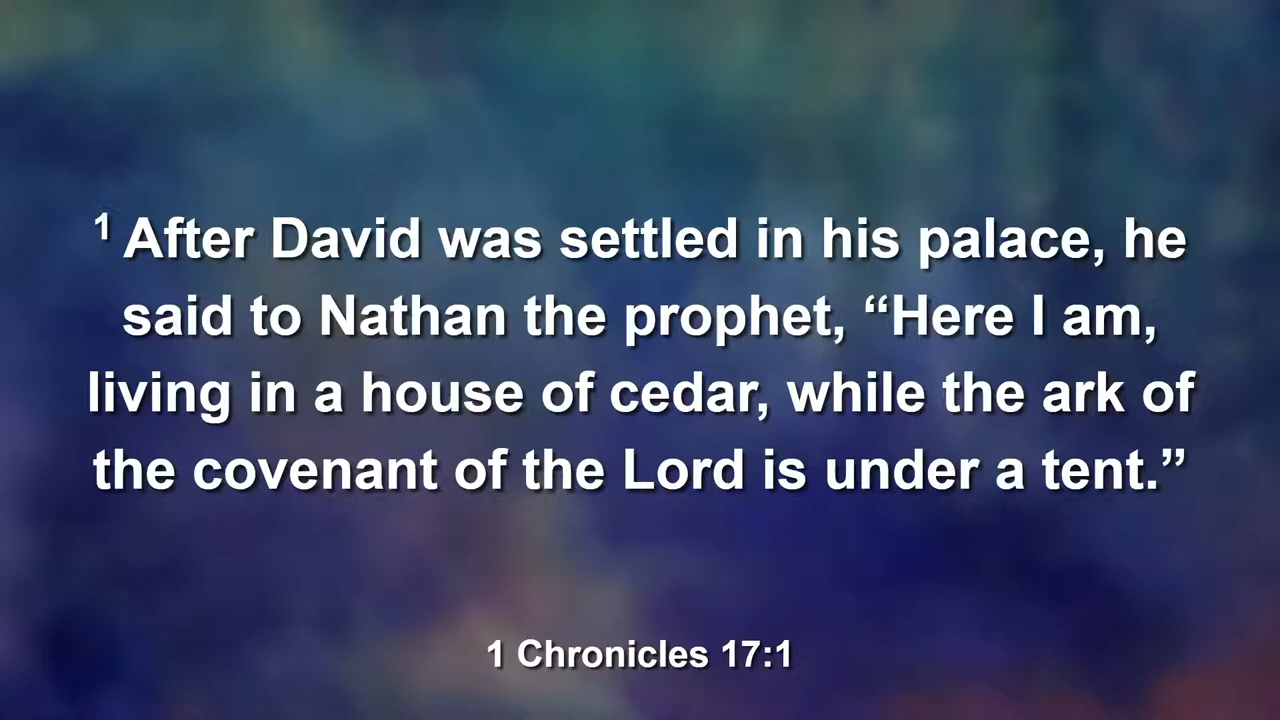 1 After David was settled in his palace, he
said to Nathan the prophet, “Here I am,
living in a house of cedar, while the ark of
the covenant of the Lord is under a tent.”
1 Chronicles 17:1